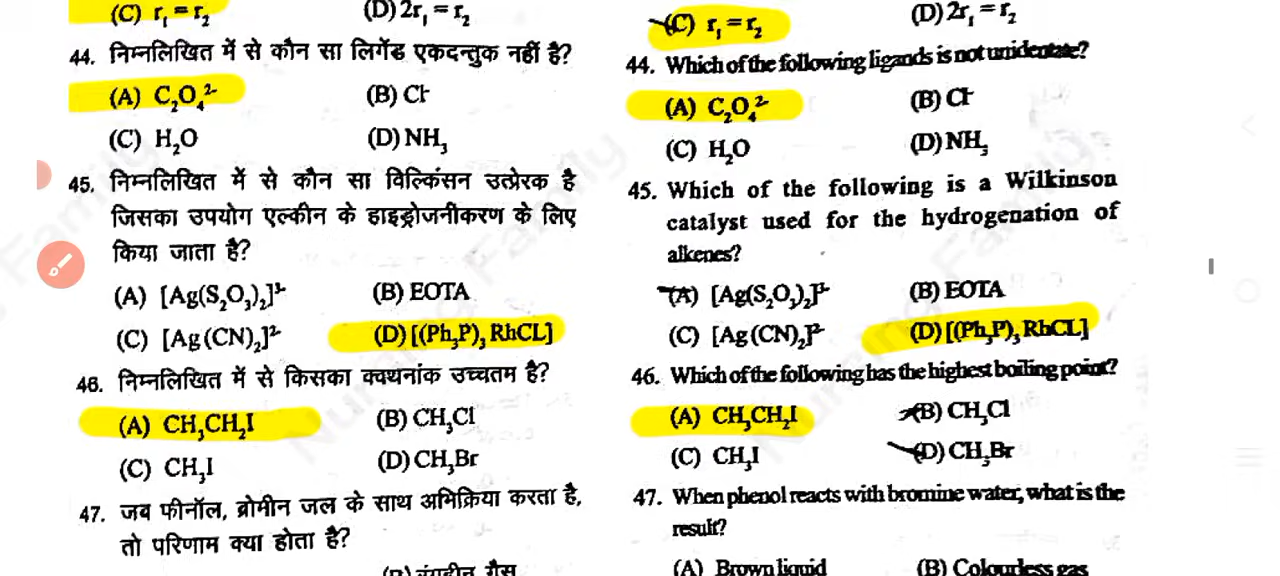 (C) r₁ = r₂ (D) 2r₁ = r₂
44. निम्नलिखित में से कौन सा लिगेंड एकदन्तुक नहीं है?
(A) C₂O₄²⁻ (B) Cl⁻
(C) H₂O (D) NH₃
45. निम्नलिखित में से कौन सा विल्किंसन उत्प्रेरक है
जिसका उपयोग एल्कीन के हाइड्रोजनीकरण के लिए
किया जाता है?
(A) [Ag(S₂O₃)₂]³⁻ (B) EOTA
(C) [Ag(CN)₂]²⁻ (D) [(Ph₃P)₃ RhCL]
46. निम्नलिखित में से किसका क्वथनांक उच्चतम है?
(A) CH₃CH₂I (B) CH₃Cl
(C) CH₃I (D) CH₃Br
47. जब फीनॉल, ब्रोमीन जल के साथ अभिक्रिया करता है,
तो परिणाम क्या होता है?
(B) रंगहीन गैस
(C) r₁ = r₂ (D) 2r₁ = r₂
44. Which of the following ligands is not unidentate?
(A) C₂O₄²⁻ (B) Cl⁻
(C) H₂O (D) NH₃
45. Which of the following is a Wilkinson
catalyst used for the hydrogenation of
alkenes?
(A) [Ag(S₂O₃)₂]³⁻ (B) EOTA
(C) [Ag(CN)₂]²⁻ (D) [(Ph₃P)₃ RhCL]
46. Which of the following has the highest boiling point?
(A) CH₃CH₂I (B) CH₃Cl
(C) CH₃I (D) CH₃Br
47. When phenol reacts with bromine water, what is the
result?
(A) Brown liquid (B) Colourless gas